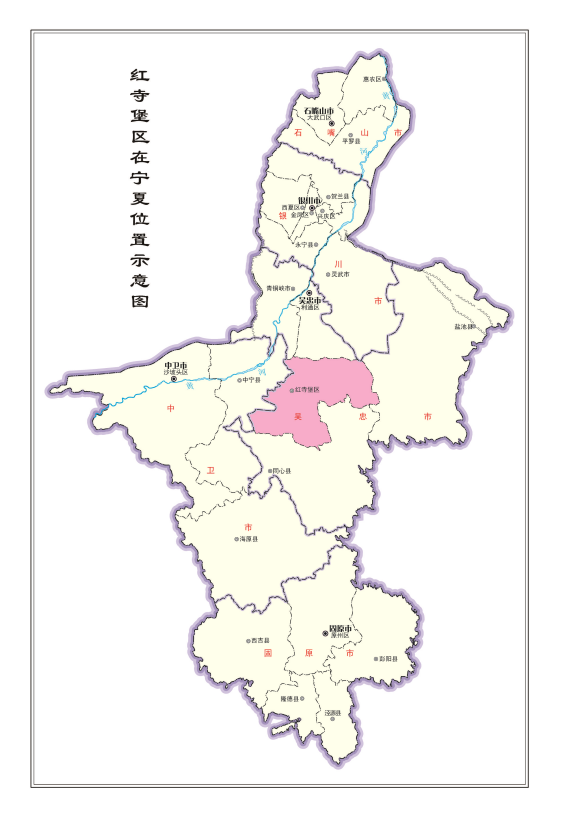 红寺堡区在宁夏位置示意图
惠农区
黄
石嘴山市
大武口区
石嘴山市
平罗县
河
贺兰县
银川市
西夏区
金凤区
兴庆区
银川市
永宁县
灵武市
青铜峡市
吴忠市
利通区
盐池县
中卫市
沙坡头区
黄
河
中宁县
红寺堡区
吴忠市
中卫市
同心县
海原县
固原市
原州区
西吉县
固原市
彭阳县
隆德县
泾源县